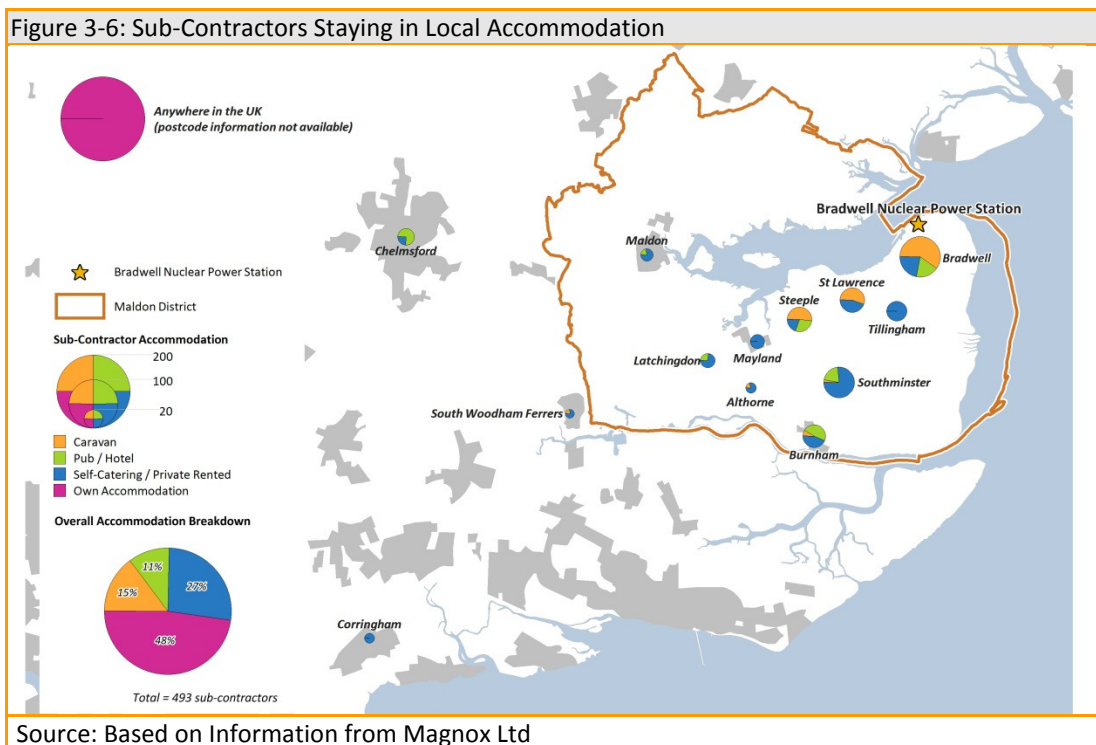 Figure 3-6: Sub-Contractors Staying in Local Accommodation
Anywhere in the UK
(postcode information not available)
Bradwell Nuclear Power Station
Bradwell
Maldon
Chelmsford
St Lawrence
Steeple
Tillingham
Mayland
Latchingdon
Southminster
Althorne
South Woodham Ferrers
Burnham
Corringham
Bradwell Nuclear Power Station
Maldon District
Sub-Contractor Accommodation
200
100
20
Caravan
Pub / Hotel
Self-Catering / Private Rented
Own Accommodation
Overall Accommodation Breakdown
11%
27%
15%
48%
Total = 493 sub-contractors
Source: Based on Information from Magnox Ltd